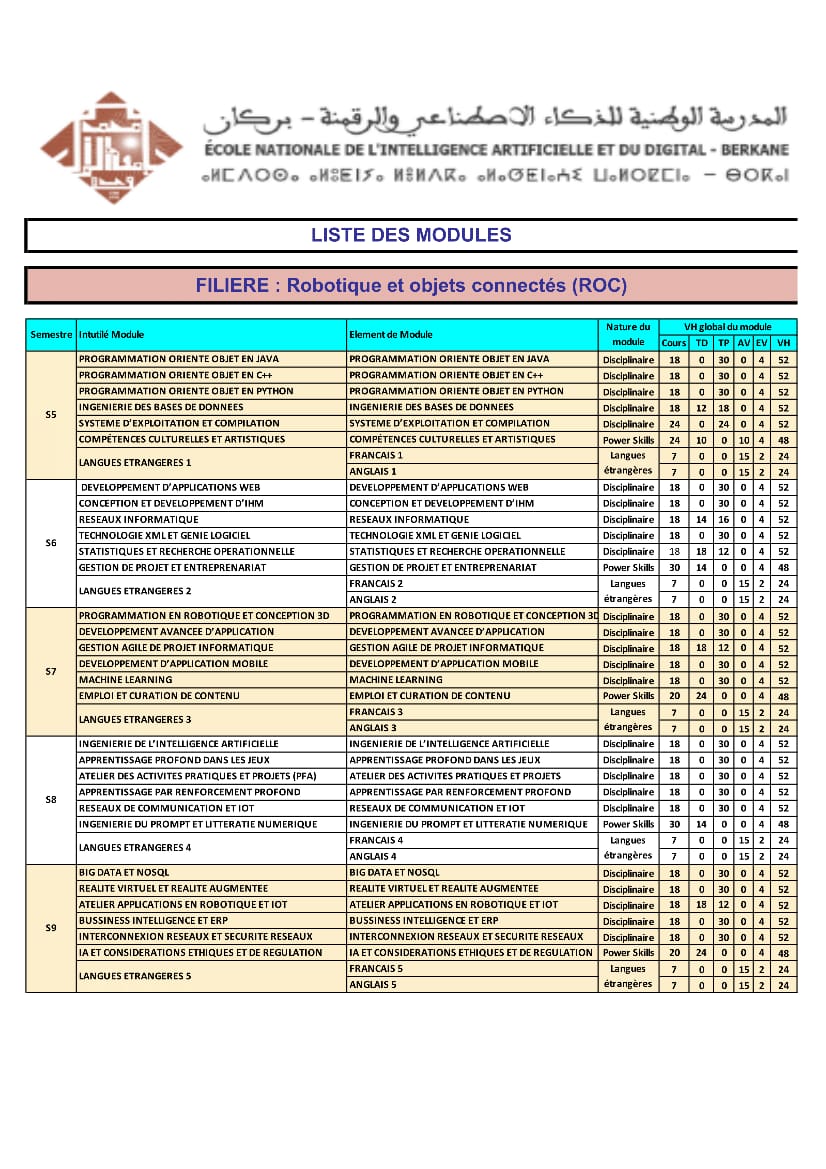 المدرسة الوطنية للذكاء الاصطناعي والرقمنة – بركان
ÉCOLE NATIONALE DE L'INTELLIGENCE ARTIFICIELLE ET DU DIGITAL - BERKANE
LISTE DES MODULES
FILIERE : Robotique et objets connectés (ROC)
Semestre Intutilé Module Element de Module Nature du module VH global du module
Cours TD TP AV EV VH
S5
PROGRAMMATION ORIENTE OBJET EN JAVA PROGRAMMATION ORIENTE OBJET EN JAVA Disciplinaire 18 0 30 0 4 52
PROGRAMMATION ORIENTE OBJET EN C++ PROGRAMMATION ORIENTE OBJET EN C++ Disciplinaire 18 0 30 0 4 52
PROGRAMMATION ORIENTE OBJET EN PYTHON PROGRAMMATION ORIENTE OBJET EN PYTHON Disciplinaire 18 0 30 0 4 52
INGENIERIE DES BASES DE DONNEES INGENIERIE DES BASES DE DONNEES Disciplinaire 18 12 18 0 4 52
SYSTEME D’EXPLOITATION ET COMPILATION SYSTEME D’EXPLOITATION ET COMPILATION Disciplinaire 24 0 24 0 4 52
COMPÉTENCES CULTURELLES ET ARTISTIQUES COMPÉTENCES CULTURELLES ET ARTISTIQUES Power Skills 24 10 0 10 4 48
LANGUES ETRANGERES 1 FRANCAIS 1 Langues étrangères 7 0 0 15 2 24
ANGLAIS 1 7 0 0 15 2 24
S6
DEVELOPPEMENT D’APPLICATIONS WEB DEVELOPPEMENT D’APPLICATIONS WEB Disciplinaire 18 0 30 0 4 52
CONCEPTION ET DEVELOPPEMENT D’IHM CONCEPTION ET DEVELOPPEMENT D’IHM Disciplinaire 18 0 30 0 4 52
RESEAUX INFORMATIQUE RESEAUX INFORMATIQUE Disciplinaire 18 14 16 0 4 52
TECHNOLOGIE XML ET GENIE LOGICIEL TECHNOLOGIE XML ET GENIE LOGICIEL Disciplinaire 18 0 30 0 4 52
STATISTIQUES ET RECHERCHE OPERATIONNELLE STATISTIQUES ET RECHERCHE OPERATIONNELLE Disciplinaire 18 18 12 0 4 52
GESTION DE PROJET ET ENTREPRENARIAT GESTION DE PROJET ET ENTREPRENARIAT Power Skills 30 14 0 0 4 48
LANGUES ETRANGERES 2 FRANCAIS 2 Langues étrangères 7 0 0 15 2 24
ANGLAIS 2 7 0 0 15 2 24
S7
PROGRAMMATION EN ROBOTIQUE ET CONCEPTION 3D PROGRAMMATION EN ROBOTIQUE ET CONCEPTION 3D Disciplinaire 18 0 30 0 4 52
DEVELOPPEMENT AVANCEE D’APPLICATION DEVELOPPEMENT AVANCEE D’APPLICATION Disciplinaire 18 0 30 0 4 52
GESTION AGILE DE PROJET INFORMATIQUE GESTION AGILE DE PROJET INFORMATIQUE Disciplinaire 18 18 12 0 4 52
DEVELOPPEMENT D’APPLICATION MOBILE DEVELOPPEMENT D’APPLICATION MOBILE Disciplinaire 18 0 30 0 4 52
MACHINE LEARNING MACHINE LEARNING Disciplinaire 18 0 30 0 4 52
EMPLOI ET CURATION DE CONTENU EMPLOI ET CURATION DE CONTENU Power Skills 20 24 0 0 4 48
LANGUES ETRANGERES 3 FRANCAIS 3 Langues étrangères 7 0 0 15 2 24
ANGLAIS 3 7 0 0 15 2 24
S8
INGENIERIE DE L’INTELLIGENCE ARTIFICIELLE INGENIERIE DE L’INTELLIGENCE ARTIFICIELLE Disciplinaire 18 0 30 0 4 52
APPRENTISSAGE PROFOND DANS LES JEUX APPRENTISSAGE PROFOND DANS LES JEUX Disciplinaire 18 0 30 0 4 52
ATELIER DES ACTIVITES PRATIQUES ET PROJETS (PFA) ATELIER DES ACTIVITES PRATIQUES ET PROJETS Disciplinaire 18 0 30 0 4 52
APPRENTISSAGE PAR RENFORCEMENT PROFOND APPRENTISSAGE PAR RENFORCEMENT PROFOND Disciplinaire 18 0 30 0 4 52
RESEAUX DE COMMUNICATION ET IOT RESEAUX DE COMMUNICATION ET IOT Disciplinaire 18 0 30 0 4 52
INGENIERIE DU PROMPT ET LITTERATIE NUMERIQUE INGENIERIE DU PROMPT ET LITTERATIE NUMERIQUE Power Skills 30 14 0 0 4 48
LANGUES ETRANGERES 4 FRANCAIS 4 Langues étrangères 7 0 0 15 2 24
ANGLAIS 4 7 0 0 15 2 24
S9
BIG DATA ET NOSQL BIG DATA ET NOSQL Disciplinaire 18 0 30 0 4 52
REALITE VIRTUEL ET REALITE AUGMENTEE REALITE VIRTUEL ET REALITE AUGMENTEE Disciplinaire 18 0 30 0 4 52
ATELIER APPLICATIONS EN ROBOTIQUE ET IOT ATELIER APPLICATIONS EN ROBOTIQUE ET IOT Disciplinaire 18 18 12 0 4 52
BUSSINESS INTELLIGENCE ET ERP BUSSINESS INTELLIGENCE ET ERP Disciplinaire 18 0 30 0 4 52
INTERCONNEXION RESEAUX ET SECURITE RESEAUX INTERCONNEXION RESEAUX ET SECURITE RESEAUX Disciplinaire 18 0 30 0 4 52
IA ET CONSIDERATIONS ETHIQUES ET DE REGULATION IA ET CONSIDERATIONS ETHIQUES ET DE REGULATION Power Skills 20 24 0 0 4 48
LANGUES ETRANGERES 5 FRANCAIS 5 Langues étrangères 7 0 0 15 2 24
ANGLAIS 5 7 0 0 15 2 24